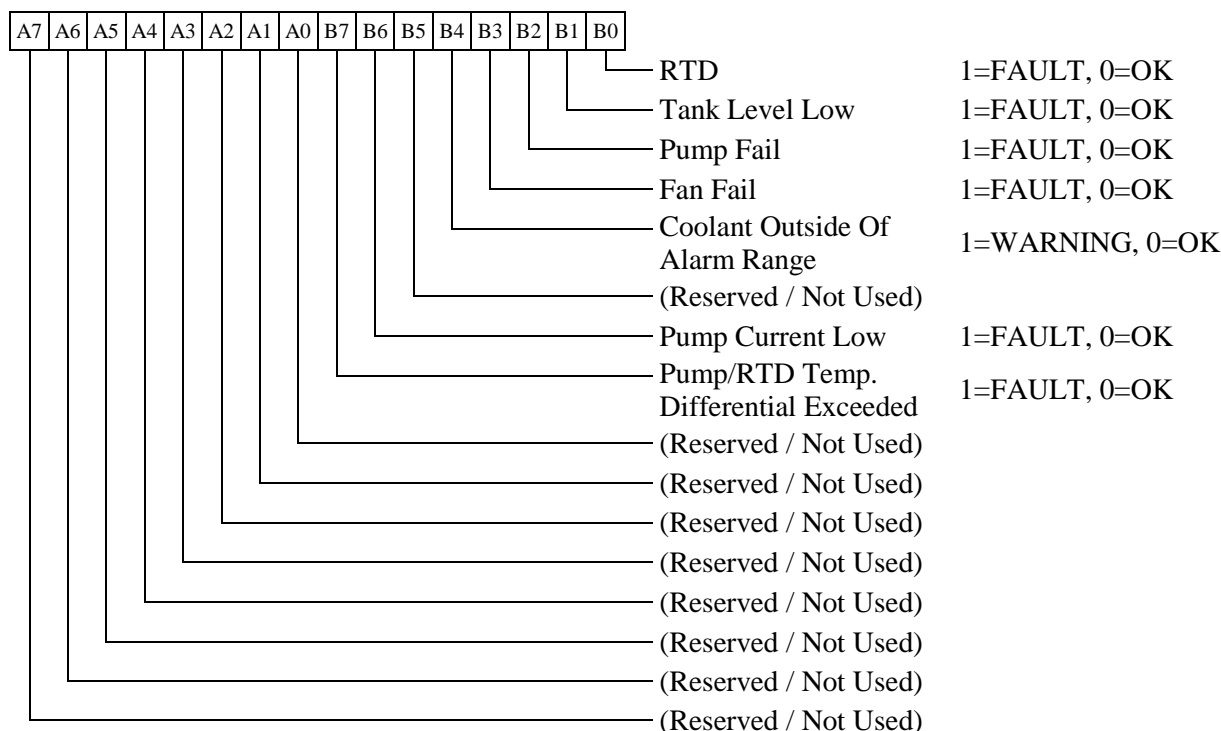 A7 A6 A5 A4 A3 A2 A1 A0 B7 B6 B5 B4 B3 B2 B1 B0
RTD 1=FAULT, 0=OK
Tank Level Low 1=FAULT, 0=OK
Pump Fail 1=FAULT, 0=OK
Fan Fail 1=FAULT, 0=OK
Coolant Outside Of
Alarm Range 1=WARNING, 0=OK
(Reserved / Not Used)
Pump Current Low 1=FAULT, 0=OK
Pump/RTD Temp.
Differential Exceeded 1=FAULT, 0=OK
(Reserved / Not Used)
(Reserved / Not Used)
(Reserved / Not Used)
(Reserved / Not Used)
(Reserved / Not Used)
(Reserved / Not Used)
(Reserved / Not Used)
(Reserved / Not Used)